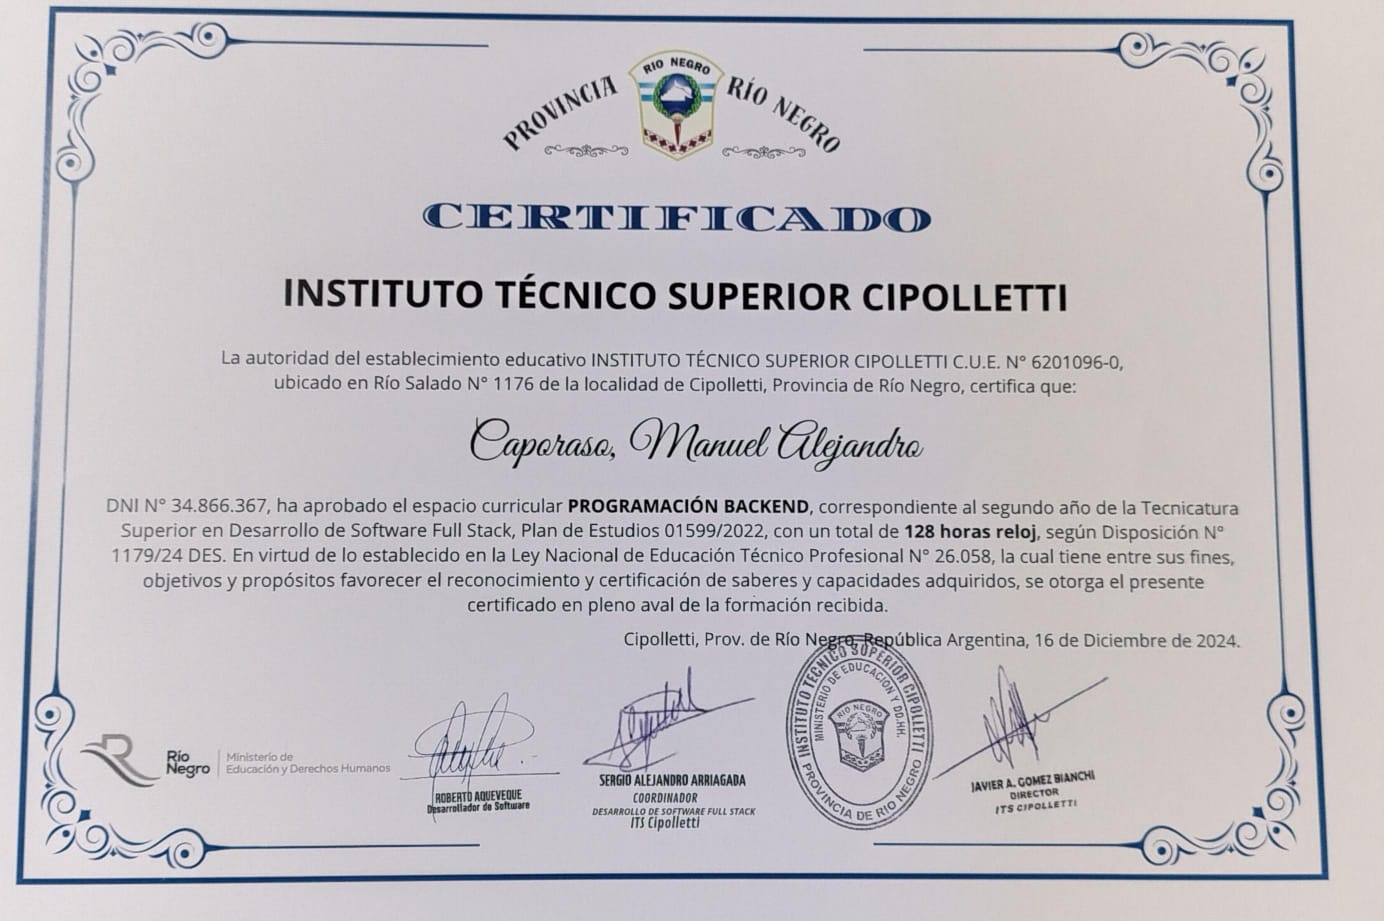 PROVINCIA RÍO NEGRO
RIO NEGRO
CERTIFICADO
INSTITUTO TÉCNICO SUPERIOR CIPOLLETTI
La autoridad del establecimiento educativo INSTITUTO TÉCNICO SUPERIOR CIPOLLETTI C.U.E. N° 6201096-0,
ubicado en Río Salado N° 1176 de la localidad de Cipolletti, Provincia de Río Negro, certifica que:
Caporaso, Manuel Alejandro
DNI N° 34.866.367, ha aprobado el espacio curricular PROGRAMACIÓN BACKEND, correspondiente al segundo año de la Tecnicatura
Superior en Desarrollo de Software Full Stack, Plan de Estudios 01599/2022, con un total de 128 horas reloj, según Disposición N°
1179/24 DES. En virtud de lo establecido en la Ley Nacional de Educación Técnico Profesional N° 26.058, la cual tiene entre sus fines,
objetivos y propósitos favorecer el reconocimiento y certificación de saberes y capacidades adquiridos, se otorga el presente
certificado en pleno aval de la formación recibida.
Cipolletti, Prov. de Río Negro, República Argentina, 16 de Diciembre de 2024.
Río
Negro
Ministerio de
Educación y Derechos Humanos
ROBERTO AQUEVEQUE
Desarrollador de Software
SERGIO ALEJANDRO ARRIAGADA
COORDINADOR
DESARROLLO DE SOFTWARE FULL STACK
ITS Cipolletti
INSTITUTO TECNICO SUPERIOR CIPOLLETTI
MINISTERIO DE EDUCACION Y DD.HH.
RIO NEGRO
PROVINCIA DE RIO NEGRO
JAVIER A. GOMEZ BIANCHI
DIRECTOR
ITS CIPOLLETTI